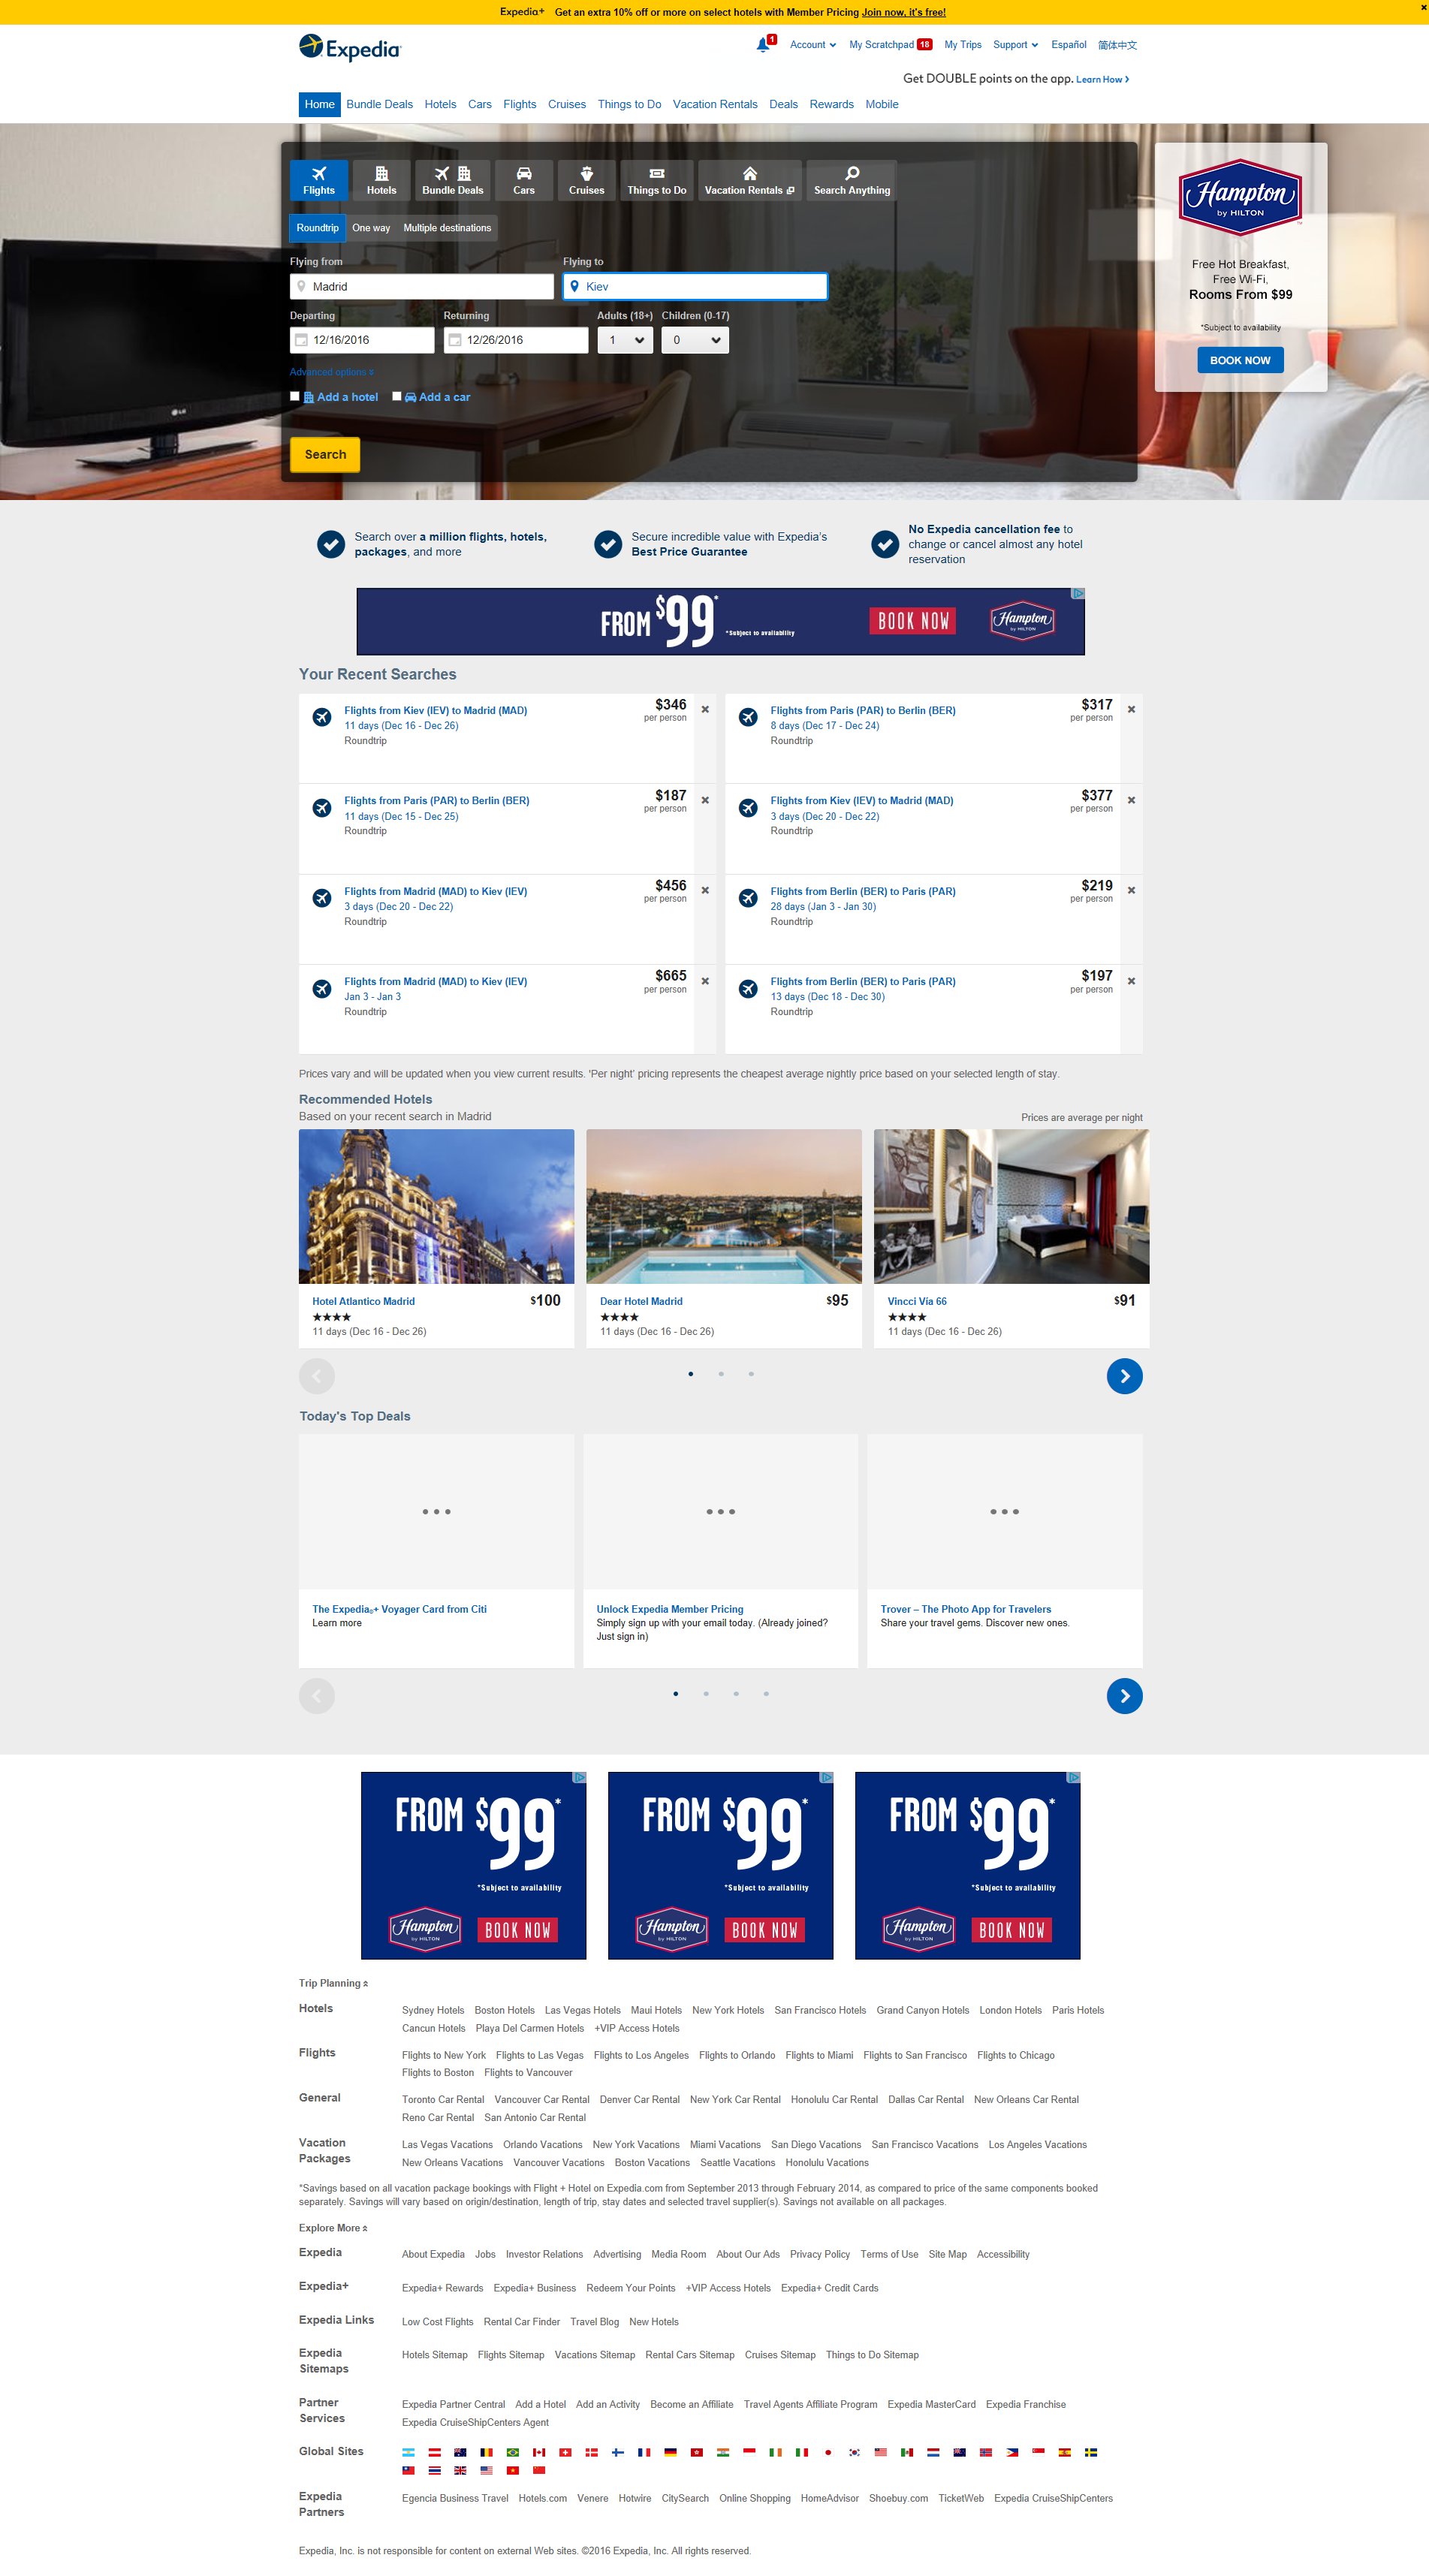 Expedia+ Get an extra 10% off or more on select hotels with Member Pricing Join now, it's free!
Expedia
1 Account My Scratchpad 18 My Trips Support Español 简体中文
Get DOUBLE points on the app. Learn How
Home Bundle Deals Hotels Cars Flights Cruises Things to Do Vacation Rentals Deals Rewards Mobile
Flights Hotels Bundle Deals Cars Cruises Things to Do Vacation Rentals Search Anything
Roundtrip One way Multiple destinations
Flying from Flying to
Madrid Kiev
Departing Returning Adults (18+) Children (0-17)
12/16/2016 12/26/2016 1 0
Advanced options
Add a hotel Add a car
Search
LG
Hampton
by HILTON
Free Hot Breakfast,
Free Wi-Fi,
Rooms From $99
*Subject to availability
BOOK NOW
Search over a million flights, hotels,
packages, and more
Secure incredible value with Expedia's
Best Price Guarantee
No Expedia cancellation fee to
change or cancel almost any hotel
reservation
FROM $99* *Subject to availability BOOK NOW Hampton by HILTON
Your Recent Searches
Flights from Kiev (IEV) to Madrid (MAD) $346
11 days (Dec 16 - Dec 26) per person
Roundtrip
Flights from Paris (PAR) to Berlin (BER) $317
8 days (Dec 17 - Dec 24) per person
Roundtrip
Flights from Paris (PAR) to Berlin (BER) $187
11 days (Dec 15 - Dec 25) per person
Roundtrip
Flights from Kiev (IEV) to Madrid (MAD) $377
3 days (Dec 20 - Dec 22) per person
Roundtrip
Flights from Madrid (MAD) to Kiev (IEV) $456
3 days (Dec 20 - Dec 22) per person
Roundtrip
Flights from Berlin (BER) to Paris (PAR) $219
28 days (Jan 3 - Jan 30) per person
Roundtrip
Flights from Madrid (MAD) to Kiev (IEV) $665
Jan 3 - Jan 3 per person
Roundtrip
Flights from Berlin (BER) to Paris (PAR) $197
13 days (Dec 18 - Dec 30) per person
Roundtrip
Prices vary and will be updated when you view current results. 'Per night' pricing represents the cheapest average nightly price based on your selected length of stay.
Recommended Hotels
Based on your recent search in Madrid Prices are average per night
Hotel Atlantico Madrid $100
11 days (Dec 16 - Dec 26)
Dear Hotel Madrid $95
11 days (Dec 16 - Dec 26)
Vincci Vía 66 $91
11 days (Dec 16 - Dec 26)
Today's Top Deals
The Expedia®+ Voyager Card from Citi
Learn more
Unlock Expedia Member Pricing
Simply sign up with your email today. (Already joined?
Just sign in)
Trover – The Photo App for Travelers
Share your travel gems. Discover new ones.
FROM $99*
*Subject to availability
Hampton by HILTON BOOK NOW
FROM $99*
*Subject to availability
Hampton by HILTON BOOK NOW
FROM $99*
*Subject to availability
Hampton by HILTON BOOK NOW
Trip Planning
Hotels Sydney Hotels Boston Hotels Las Vegas Hotels Maui Hotels New York Hotels San Francisco Hotels Grand Canyon Hotels London Hotels Paris Hotels
Cancun Hotels Playa Del Carmen Hotels +VIP Access Hotels
Flights Flights to New York Flights to Las Vegas Flights to Los Angeles Flights to Orlando Flights to Miami Flights to San Francisco Flights to Chicago
Flights to Boston Flights to Vancouver
General Toronto Car Rental Vancouver Car Rental Denver Car Rental New York Car Rental Honolulu Car Rental Dallas Car Rental New Orleans Car Rental
Reno Car Rental San Antonio Car Rental
Vacation Las Vegas Vacations Orlando Vacations New York Vacations Miami Vacations San Diego Vacations San Francisco Vacations Los Angeles Vacations
Packages New Orleans Vacations Vancouver Vacations Boston Vacations Seattle Vacations Honolulu Vacations
*Savings based on all vacation package bookings with Flight + Hotel on Expedia.com from September 2013 through February 2014, as compared to price of the same components booked
separately. Savings will vary based on origin/destination, length of trip, stay dates and selected travel supplier(s). Savings not available on all packages.
Explore More
Expedia About Expedia Jobs Investor Relations Advertising Media Room About Our Ads Privacy Policy Terms of Use Site Map Accessibility
Expedia+ Expedia+ Rewards Expedia+ Business Redeem Your Points +VIP Access Hotels Expedia+ Credit Cards
Expedia Links Low Cost Flights Rental Car Finder Travel Blog New Hotels
Expedia Hotels Sitemap Flights Sitemap Vacations Sitemap Rental Cars Sitemap Cruises Sitemap Things to Do Sitemap
Sitemaps
Partner Expedia Partner Central Add a Hotel Add an Activity Become an Affiliate Travel Agents Affiliate Program Expedia MasterCard Expedia Franchise
Services Expedia CruiseShipCenters Agent
Global Sites
Expedia Egencia Business Travel Hotels.com Venere Hotwire CitySearch Online Shopping HomeAdvisor Shoebuy.com TicketWeb Expedia CruiseShipCenters
Partners
Expedia, Inc. is not responsible for content on external Web sites. ©2016 Expedia, Inc. All rights reserved.